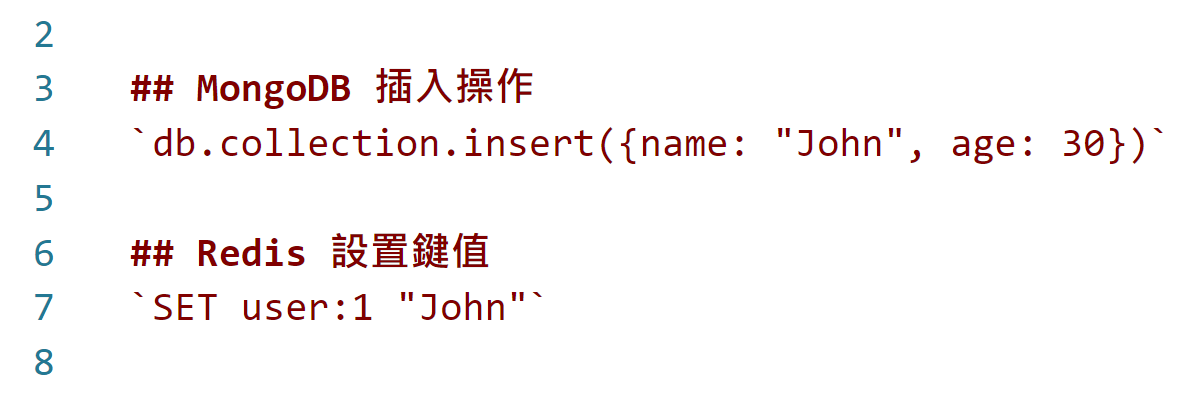 2
3 ## MongoDB 插入操作
4 `db.collection.insert({name: "John", age: 30})`
5
6 ## Redis 設置鍵值
7 `SET user:1 "John"`
8